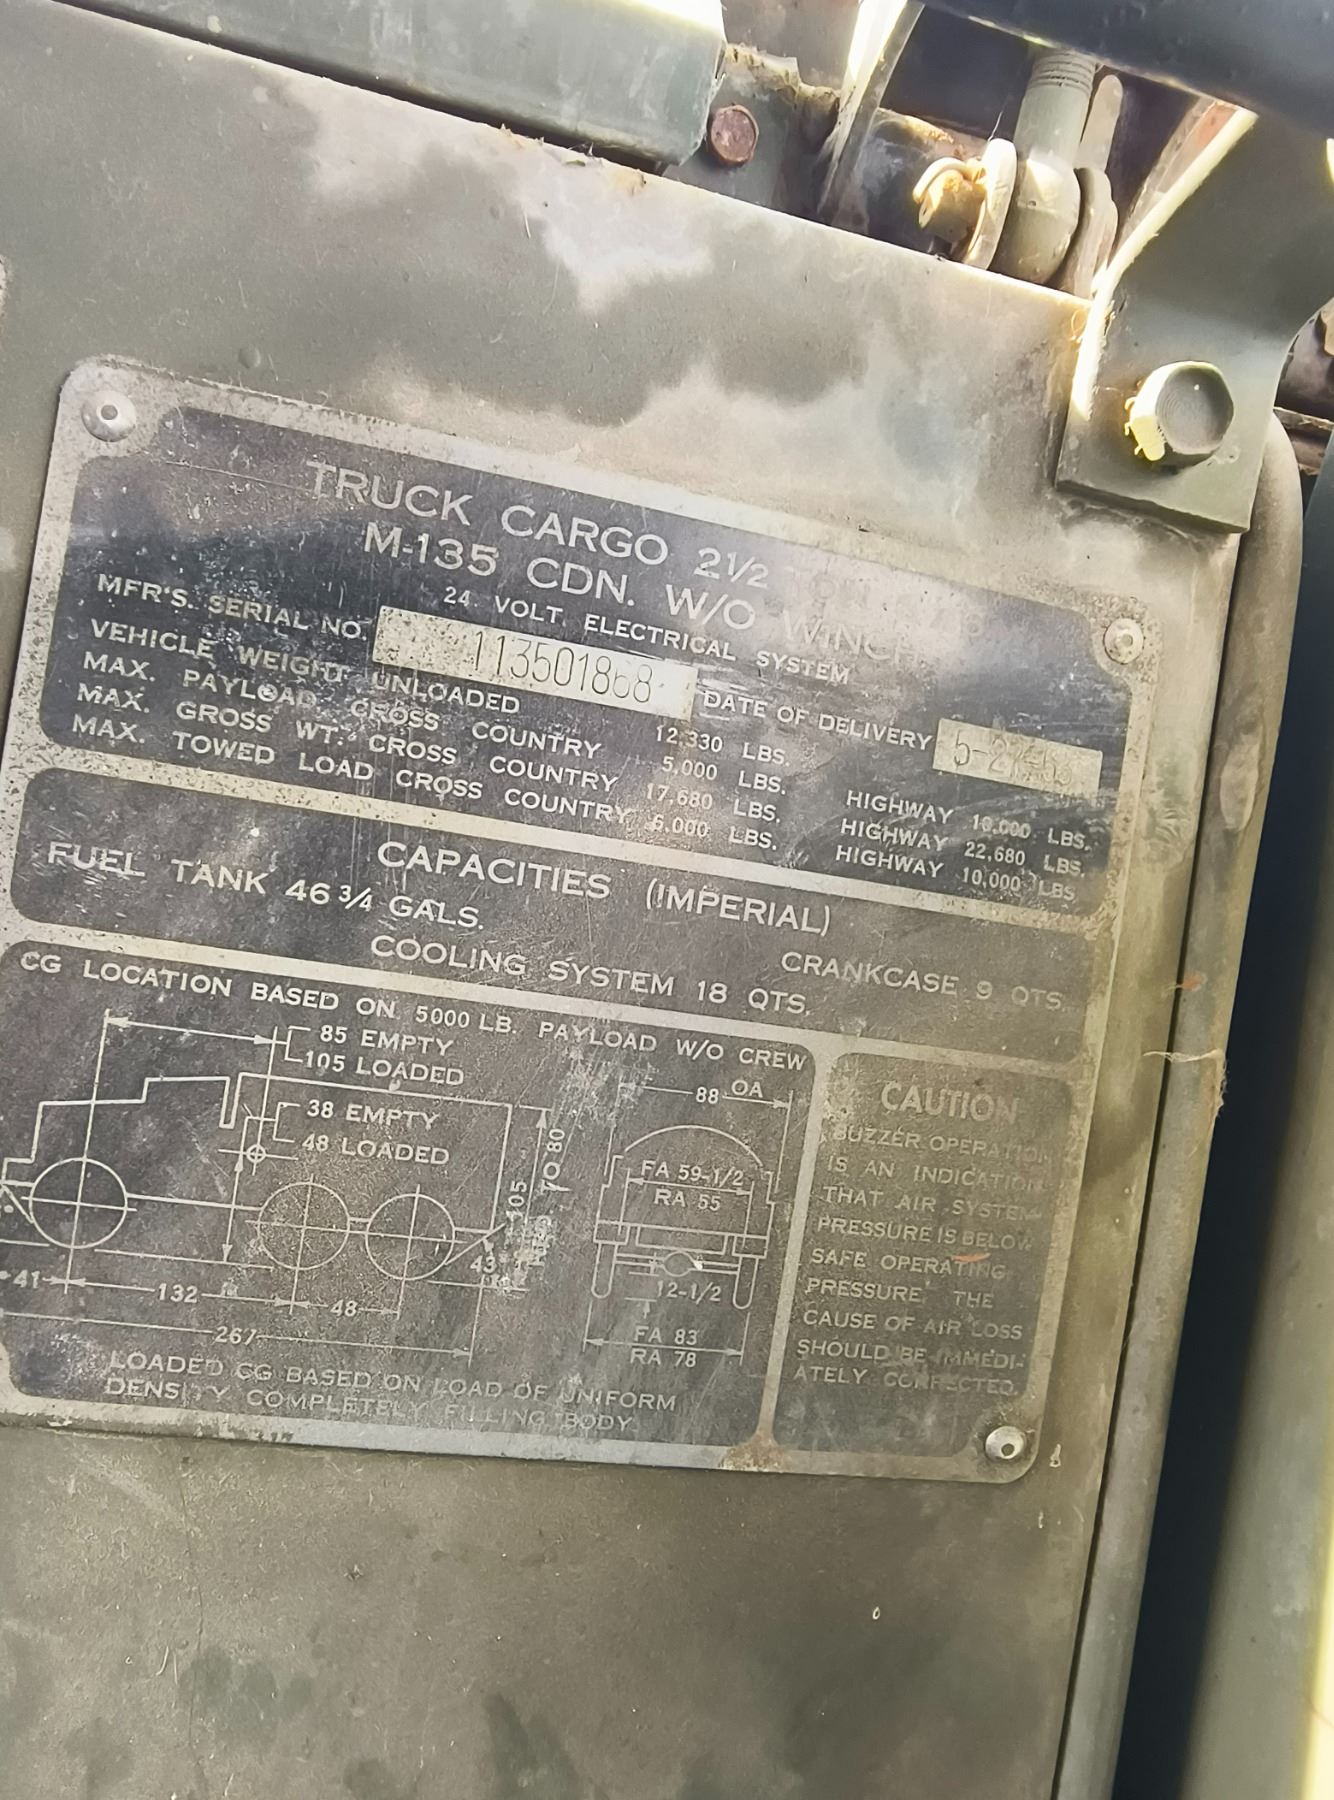 TRUCK CARGO 2½
M-135 CDN. W/O WINCH
24 VOLT ELECTRICAL SYSTEM
MFR'S. SERIAL NO. 113501868 DATE OF DELIVERY
VEHICLE WEIGHT UNLOADED 12,330 LBS.
MAX. PAYLOAD CROSS COUNTRY 5,000 LBS. HIGHWAY 10,000 LBS.
MAX. GROSS WT. CROSS COUNTRY 17,680 LBS. HIGHWAY 22,680 LBS.
MAX. TOWED LOAD CROSS COUNTRY 6,000 LBS. HIGHWAY 10,000 LBS
CAPACITIES (IMPERIAL)
FUEL TANK 46 ¾ GALS.
COOLING SYSTEM 18 QTS.
CRANKCASE 9 QTS.
CG LOCATION BASED ON 5000 LB. PAYLOAD W/O CREW
85 EMPTY
105 LOADED
38 EMPTY
48 LOADED
105
TO 80
43
41
132
48
267
88 OA
FA 59-1/2
RA 55
12-1/2
FA 83
RA 78
LOADED CG BASED ON LOAD OF UNIFORM
DENSITY COMPLETELY FILLING BODY
CAUTION
BUZZER OPERATION
IS AN INDICATION
THAT AIR SYSTEM
PRESSURE IS BELOW
SAFE OPERATING
PRESSURE. THE
CAUSE OF AIR LOSS
SHOULD BE IMMEDI-
ATELY CORRECTED.